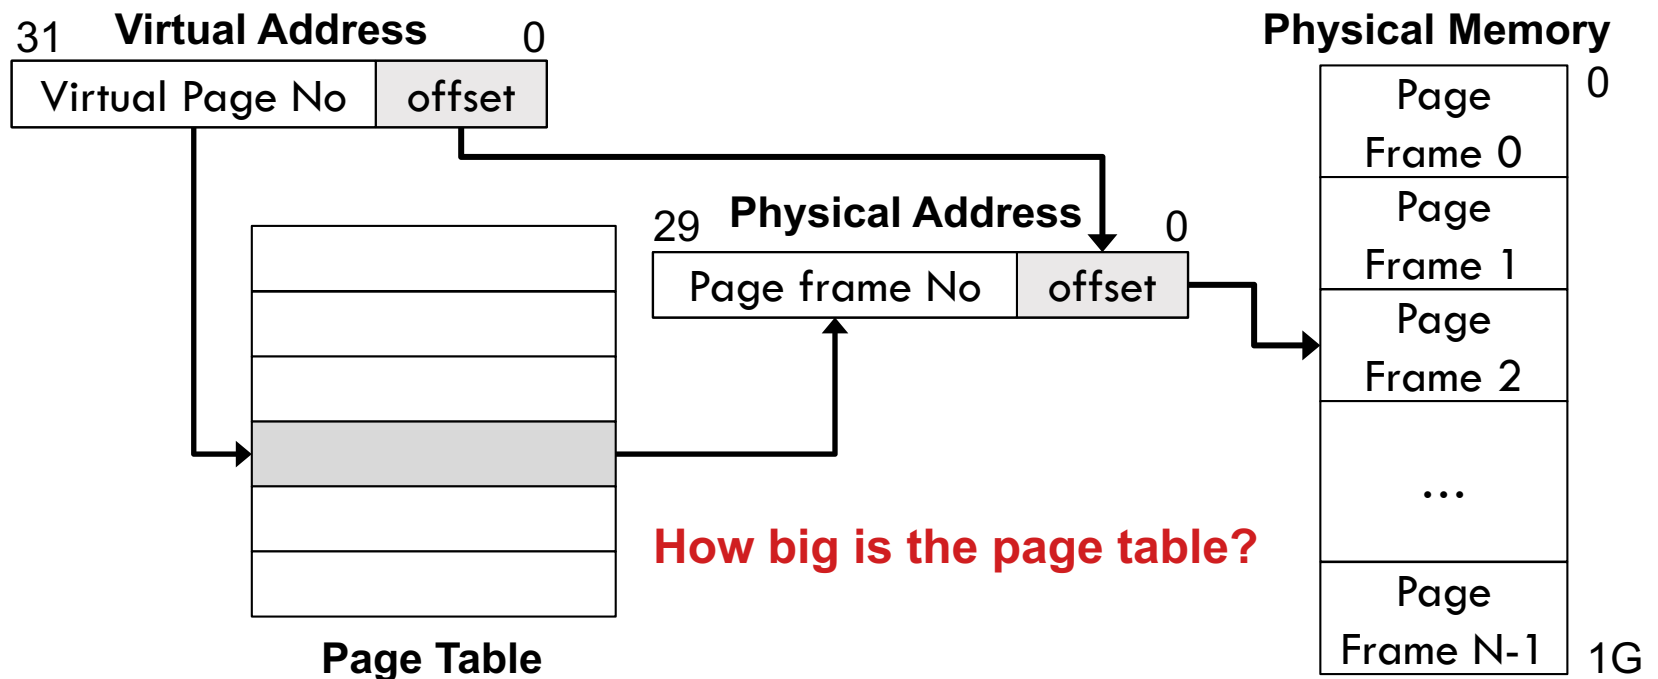 Virtual Address
31
0
Virtual Page No
offset
Physical Memory
0
Page
Frame 0
Page
Frame 1
Page
Frame 2
...
Page
Frame N-1
1G
Physical Address
29
0
Page frame No
offset
How big is the page table?
Page Table